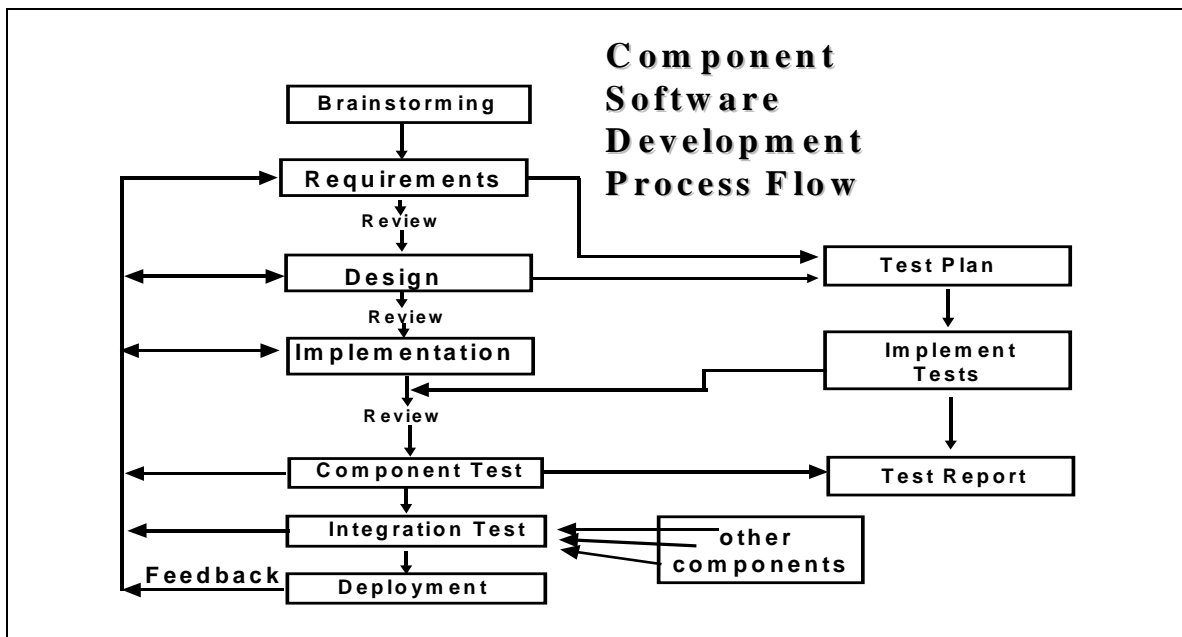 Component
Software
Development
Process Flow
Brainstorming
Requirements
Review
Design
Review
Implementation
Review
Component Test
Integration Test
Feedback
Deployment
Test Plan
Implement
Tests
Test Report
other
components